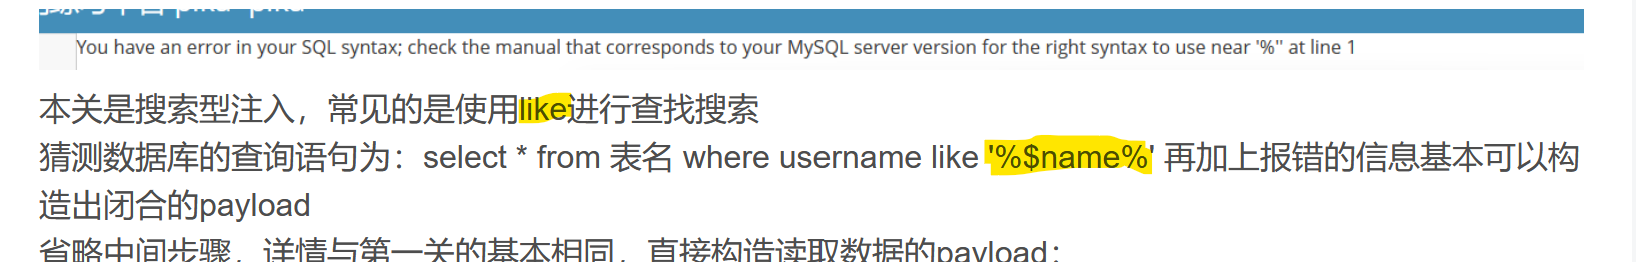 You have an error in your SQL syntax; check the manual that corresponds to your MySQL server version for the right syntax to use near '%'' at line 1
本关是搜索型注入，常见的是使用like进行查找搜索
猜测数据库的查询语句为：select * from 表名 where username like '%$name%' 再加上报错的信息基本可以构
造出闭合的payload
省略中间步骤，详情与第一关的基本相同，直接构造读取数据的payload：